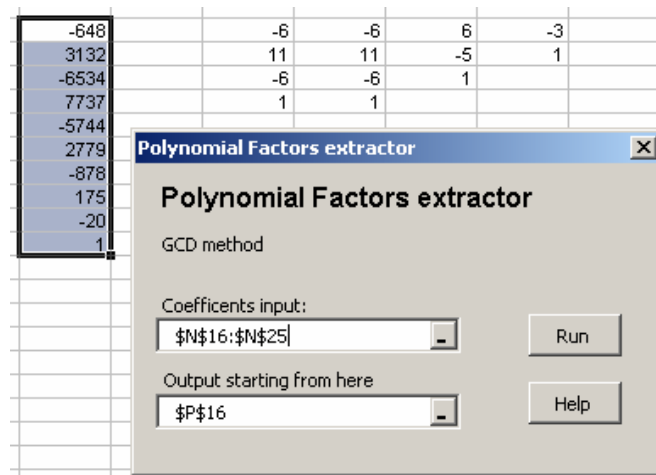 -648 -6 -6 6 -3
3132 11 11 -5 1
-6534 -6 -6 1
7737 1 1
-5744
2779
-878
175
-20
1
Polynomial Factors extractor
Polynomial Factors extractor
GCD method
Coefficents input:
$N$16:$N$25
Run
Output starting from here
$P$16
Help